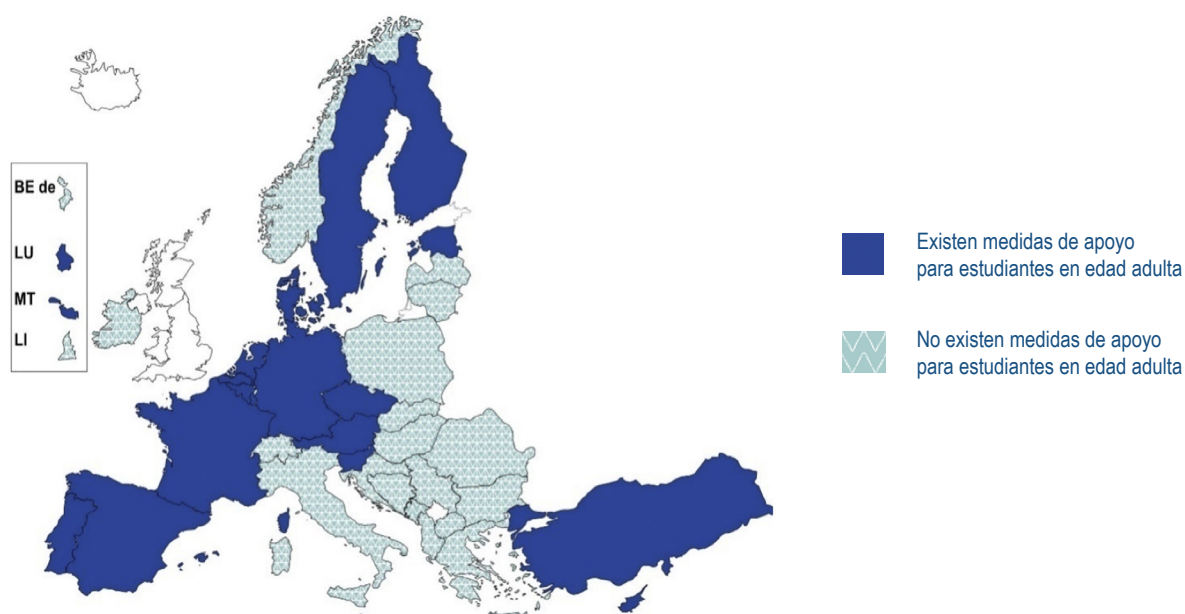 BE de
LU
MT
LI
Existen medidas de apoyo
para estudiantes en edad adulta
No existen medidas de apoyo
para estudiantes en edad adulta